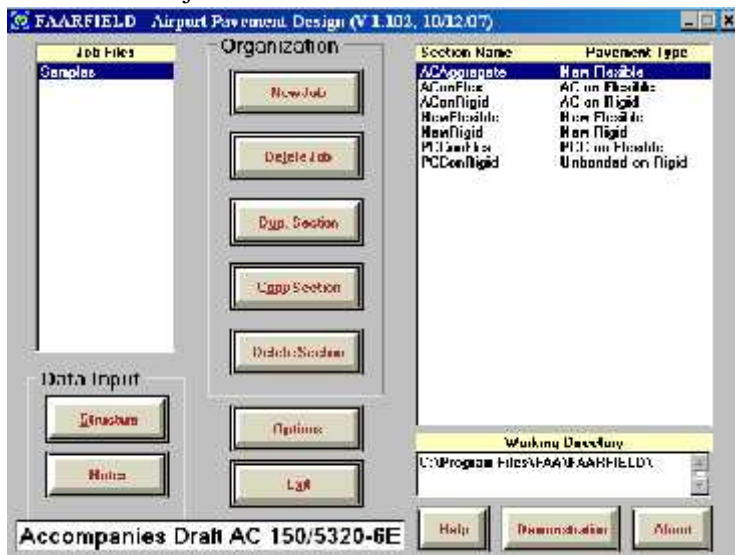 FAARFIELD Airport Pavement Design (V 1.102, 10/12/07)
Job Files
Samples
Organization
New Job
Delete Job
Dup. Section
Copy Section
Delete Section
Data Input
Structure
Notes
Options
Exit
Section Name Pavement Type
ACAggregate New Flexible
AConFlex AC on Flexible
AConRigid AC on Rigid
NewFlexible New Flexible
NewRigid New Rigid
PCConFlex PCC on Flexible
PCConRigid Unbonded on Rigid
Working Directory
C:\Program Files\FAA\FAARFIELD\
Help
Demonstration
About
Accompanies Draft AC 150/5320-6E